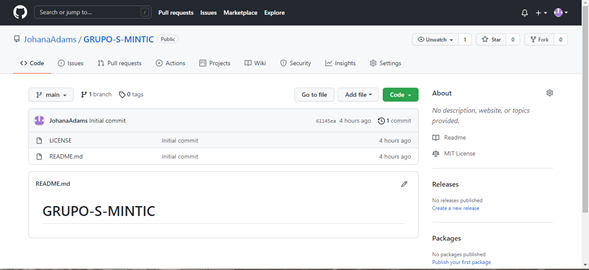 Search or jump to...
/
Pull requests
Issues
Marketplace
Explore
JohanaAdams / GRUPO-S-MINTIC
Public
Unwatch
1
Star
0
Fork
0
Code
Issues
Pull requests
Actions
Projects
Wiki
Security
Insights
Settings
main
1 branch
0 tags
Go to file
Add file
Code
JohanaAdams Initial commit
61145ea 4 hours ago
1 commit
LICENSE
Initial commit
4 hours ago
README.md
Initial commit
4 hours ago
README.md
GRUPO-S-MINTIC
About
No description, website, or topics
provided.
Readme
MIT License
Releases
No releases published
Create a new release
Packages
No packages published
Publish your first package